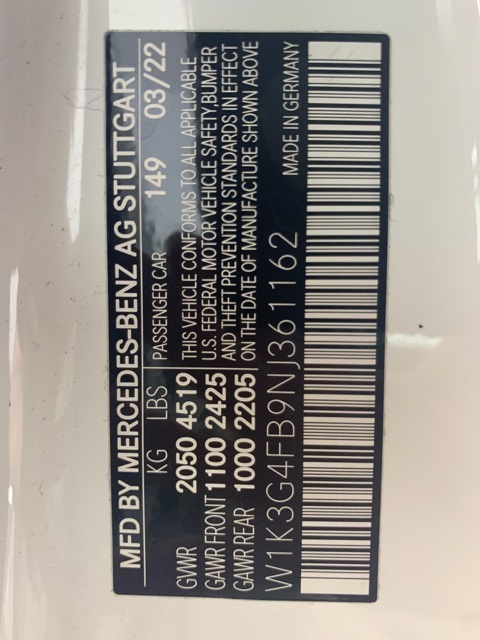 MFD BY MERCEDES-BENZ AG STUTTGART
KG LBS PASSENGER CAR 149 03/22
GWR 2050 4519 THIS VEHICLE CONFORMS TO ALL APPLICABLE
GAWR FRONT 1100 2425 U.S. FEDERAL MOTOR VEHICLE SAFETY,BUMPER
GAWR REAR 1000 2205 AND THEFT PREVENTION STANDARDS IN EFFECT
ON THE DATE OF MANUFACTURE SHOWN ABOVE
W1K3G4FB9NJ361162 MADE IN GERMANY